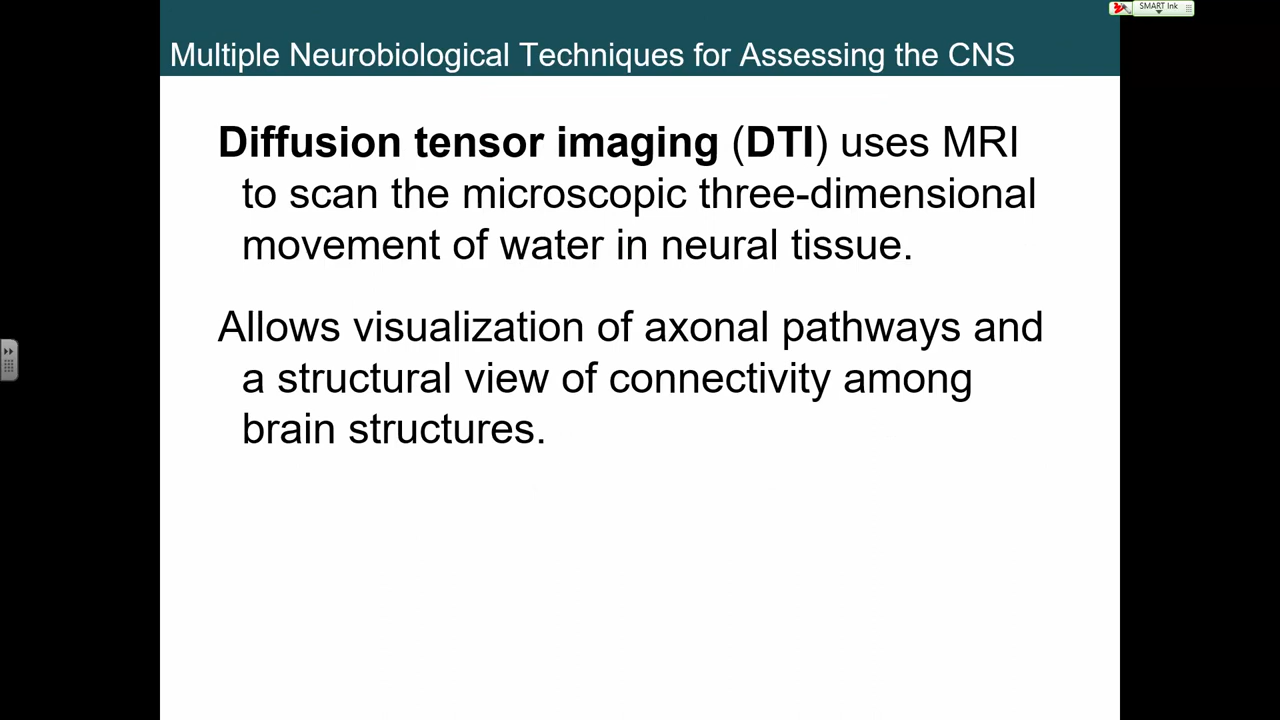 SMART Ink
Multiple Neurobiological Techniques for Assessing the CNS
Diffusion tensor imaging (DTI) uses MRI
to scan the microscopic three-dimensional
movement of water in neural tissue.
Allows visualization of axonal pathways and
a structural view of connectivity among
brain structures.